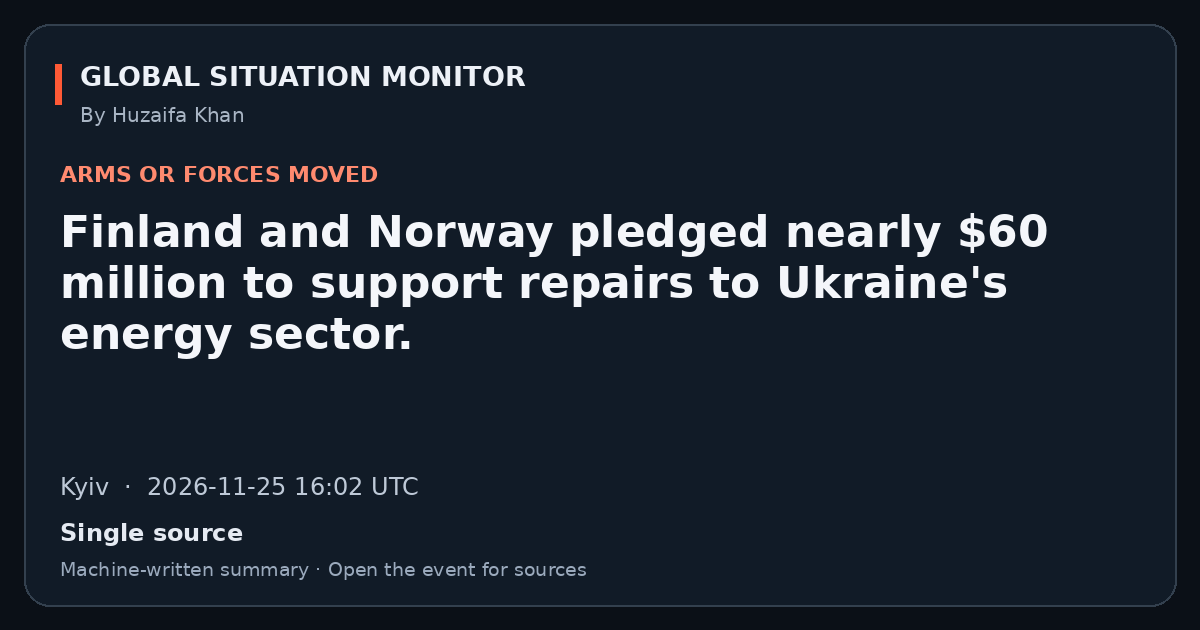 GLOBAL SITUATION MONITOR
By Huzaifa Khan
ARMS OR FORCES MOVED
Finland and Norway pledged nearly $60
million to support repairs to Ukraine's
energy sector.
Kyiv · 2026-11-25 16:02 UTC
Single source
Machine-written summary · Open the event for sources